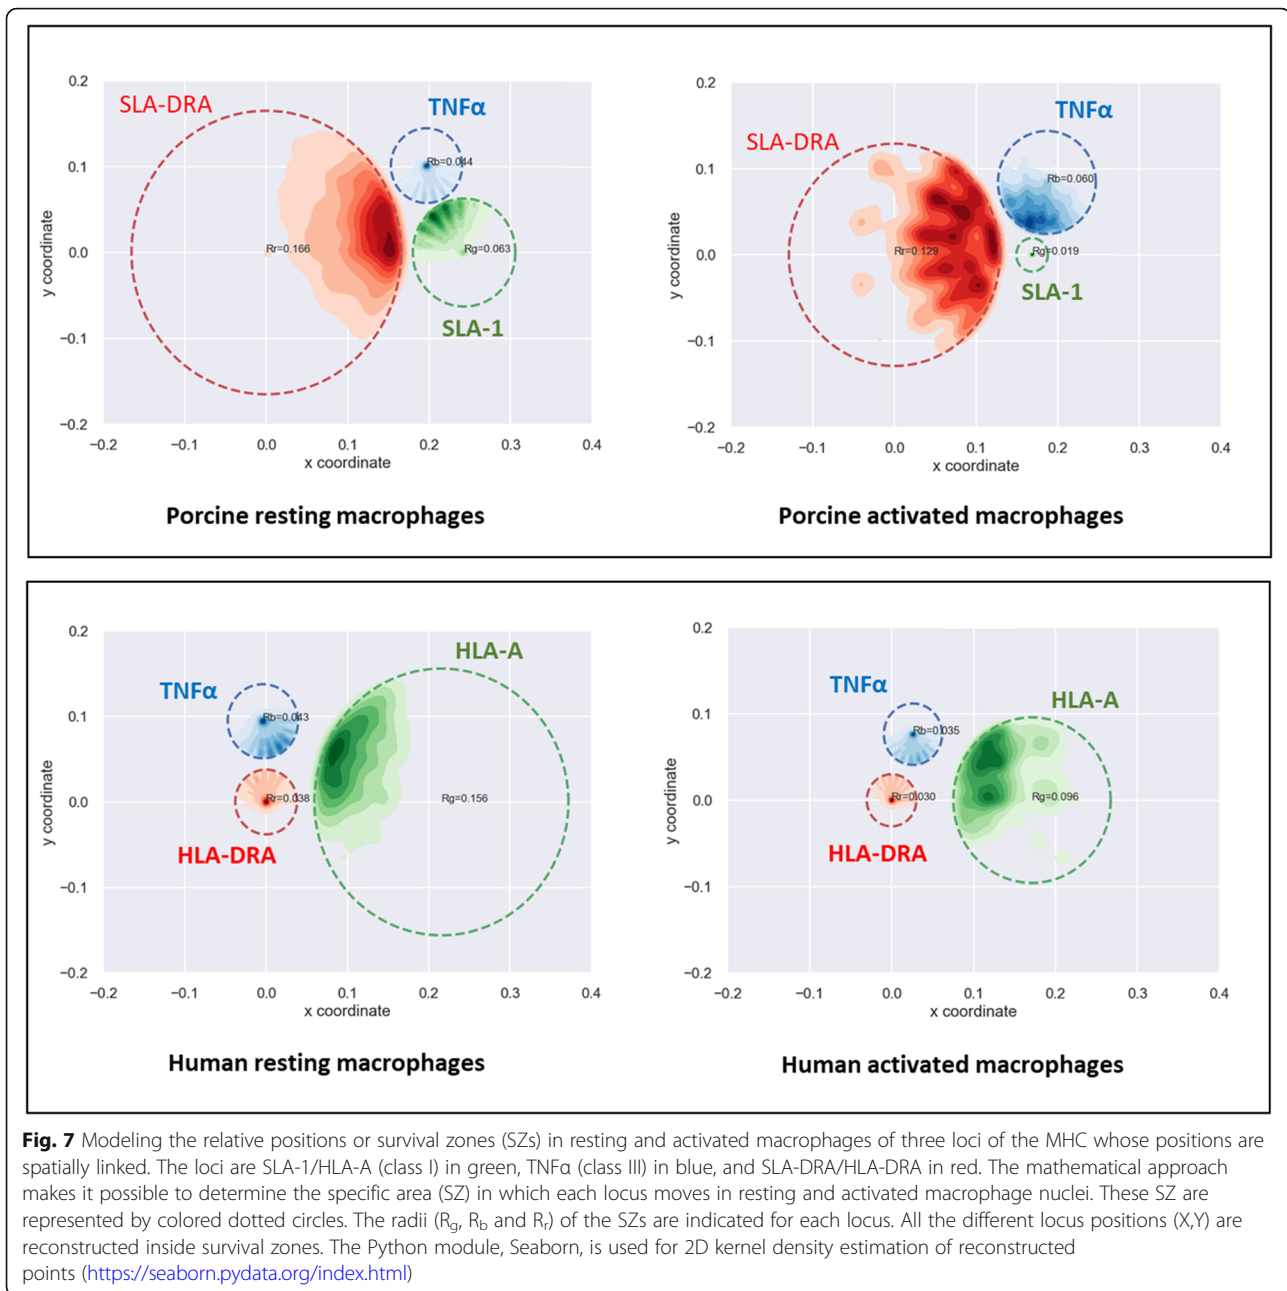 0.2
0.1
0.0
−0.1
−0.2
y coordinate
SLA-DRA
TNFα
Rb=0.044
Rr=0.166
Rg=0.063
SLA-1
−0.2 −0.1 0.0 0.1 0.2 0.3 0.4
x coordinate
Porcine resting macrophages
0.2
0.1
0.0
−0.1
−0.2
y coordinate
TNFα
SLA-DRA
Rb=0.060
Rr=0.129
Rg=0.019
SLA-1
−0.2 −0.1 0.0 0.1 0.2 0.3 0.4
x coordinate
Porcine activated macrophages
0.2
0.1
0.0
−0.1
−0.2
y coordinate
HLA-A
TNFα
Rb=0.043
Rr=0.038
Rg=0.156
HLA-DRA
−0.2 −0.1 0.0 0.1 0.2 0.3 0.4
x coordinate
Human resting macrophages
0.2
0.1
0.0
−0.1
−0.2
y coordinate
TNFα
HLA-A
Rb=0.035
Rr=0.030
Rg=0.096
HLA-DRA
−0.2 −0.1 0.0 0.1 0.2 0.3 0.4
x coordinate
Human activated macrophages
Fig. 7 Modeling the relative positions or survival zones (SZs) in resting and activated macrophages of three loci of the MHC whose positions are
spatially linked. The loci are SLA-1/HLA-A (class I) in green, TNFα (class III) in blue, and SLA-DRA/HLA-DRA in red. The mathematical approach
makes it possible to determine the specific area (SZ) in which each locus moves in resting and activated macrophage nuclei. These SZ are
represented by colored dotted circles. The radii (Rg, Rb and Rr) of the SZs are indicated for each locus. All the different locus positions (X,Y) are
reconstructed inside survival zones. The Python module, Seaborn, is used for 2D kernel density estimation of reconstructed
points (https://seaborn.pydata.org/index.html)